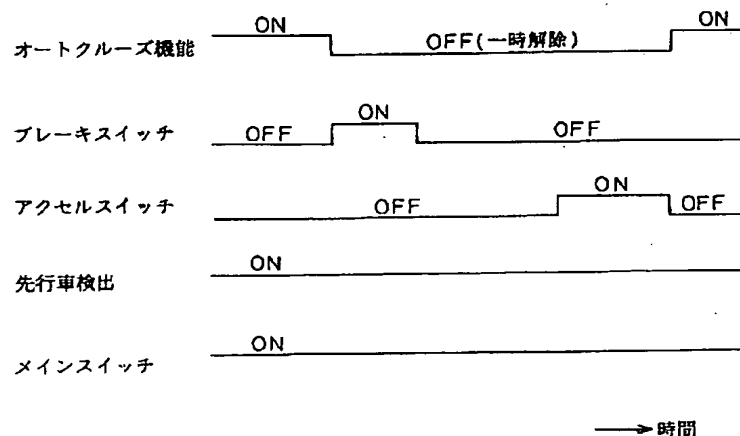 ON
ON
オートクルーズ機能
OFF(一時解除)
ON
ブレーキスイッチ
OFF
OFF
ON
アクセルスイッチ
OFF
OFF
ON
先行車検出
ON
メインスイッチ
時間